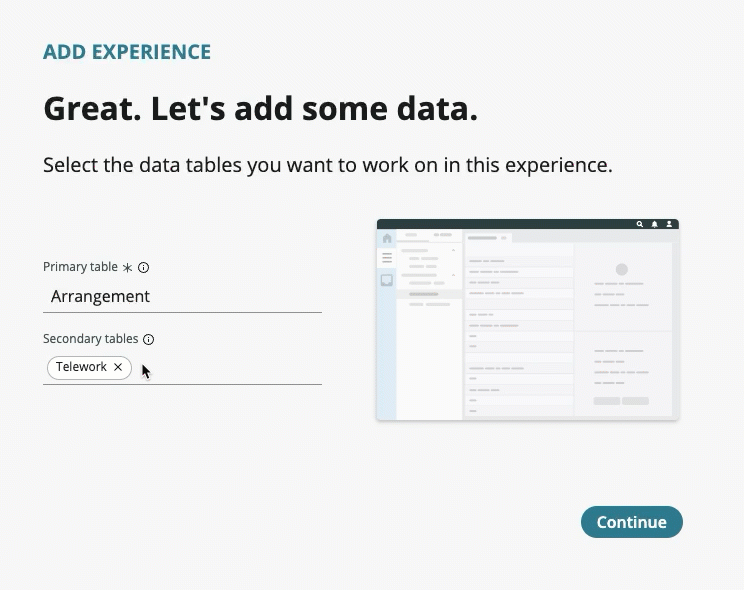 ADD EXPERIENCE
Great. Let's add some data.
Select the data tables you want to work on in this experience.
Primary table
Arrangement
Secondary tables
Telework
Continue